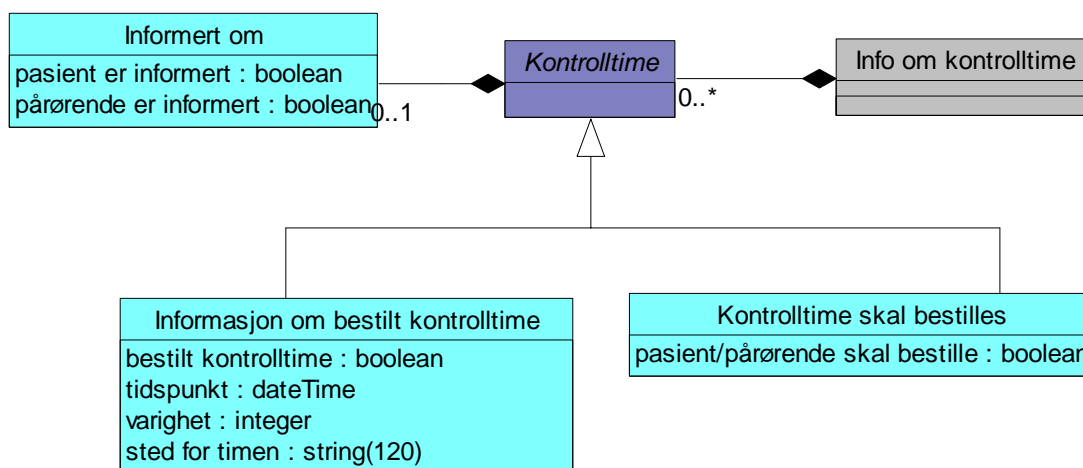 Informert om
pasient er informert : boolean
pårørende er informert : boolean
0..1
Kontrolltime
0..*
Info om kontrolltime
Informasjon om bestilt kontrolltime
bestilt kontrolltime : boolean
tidspunkt : dateTime
varighet : integer
sted for timen : string(120)
Kontrolltime skal bestilles
pasient/pårørende skal bestille : boolean